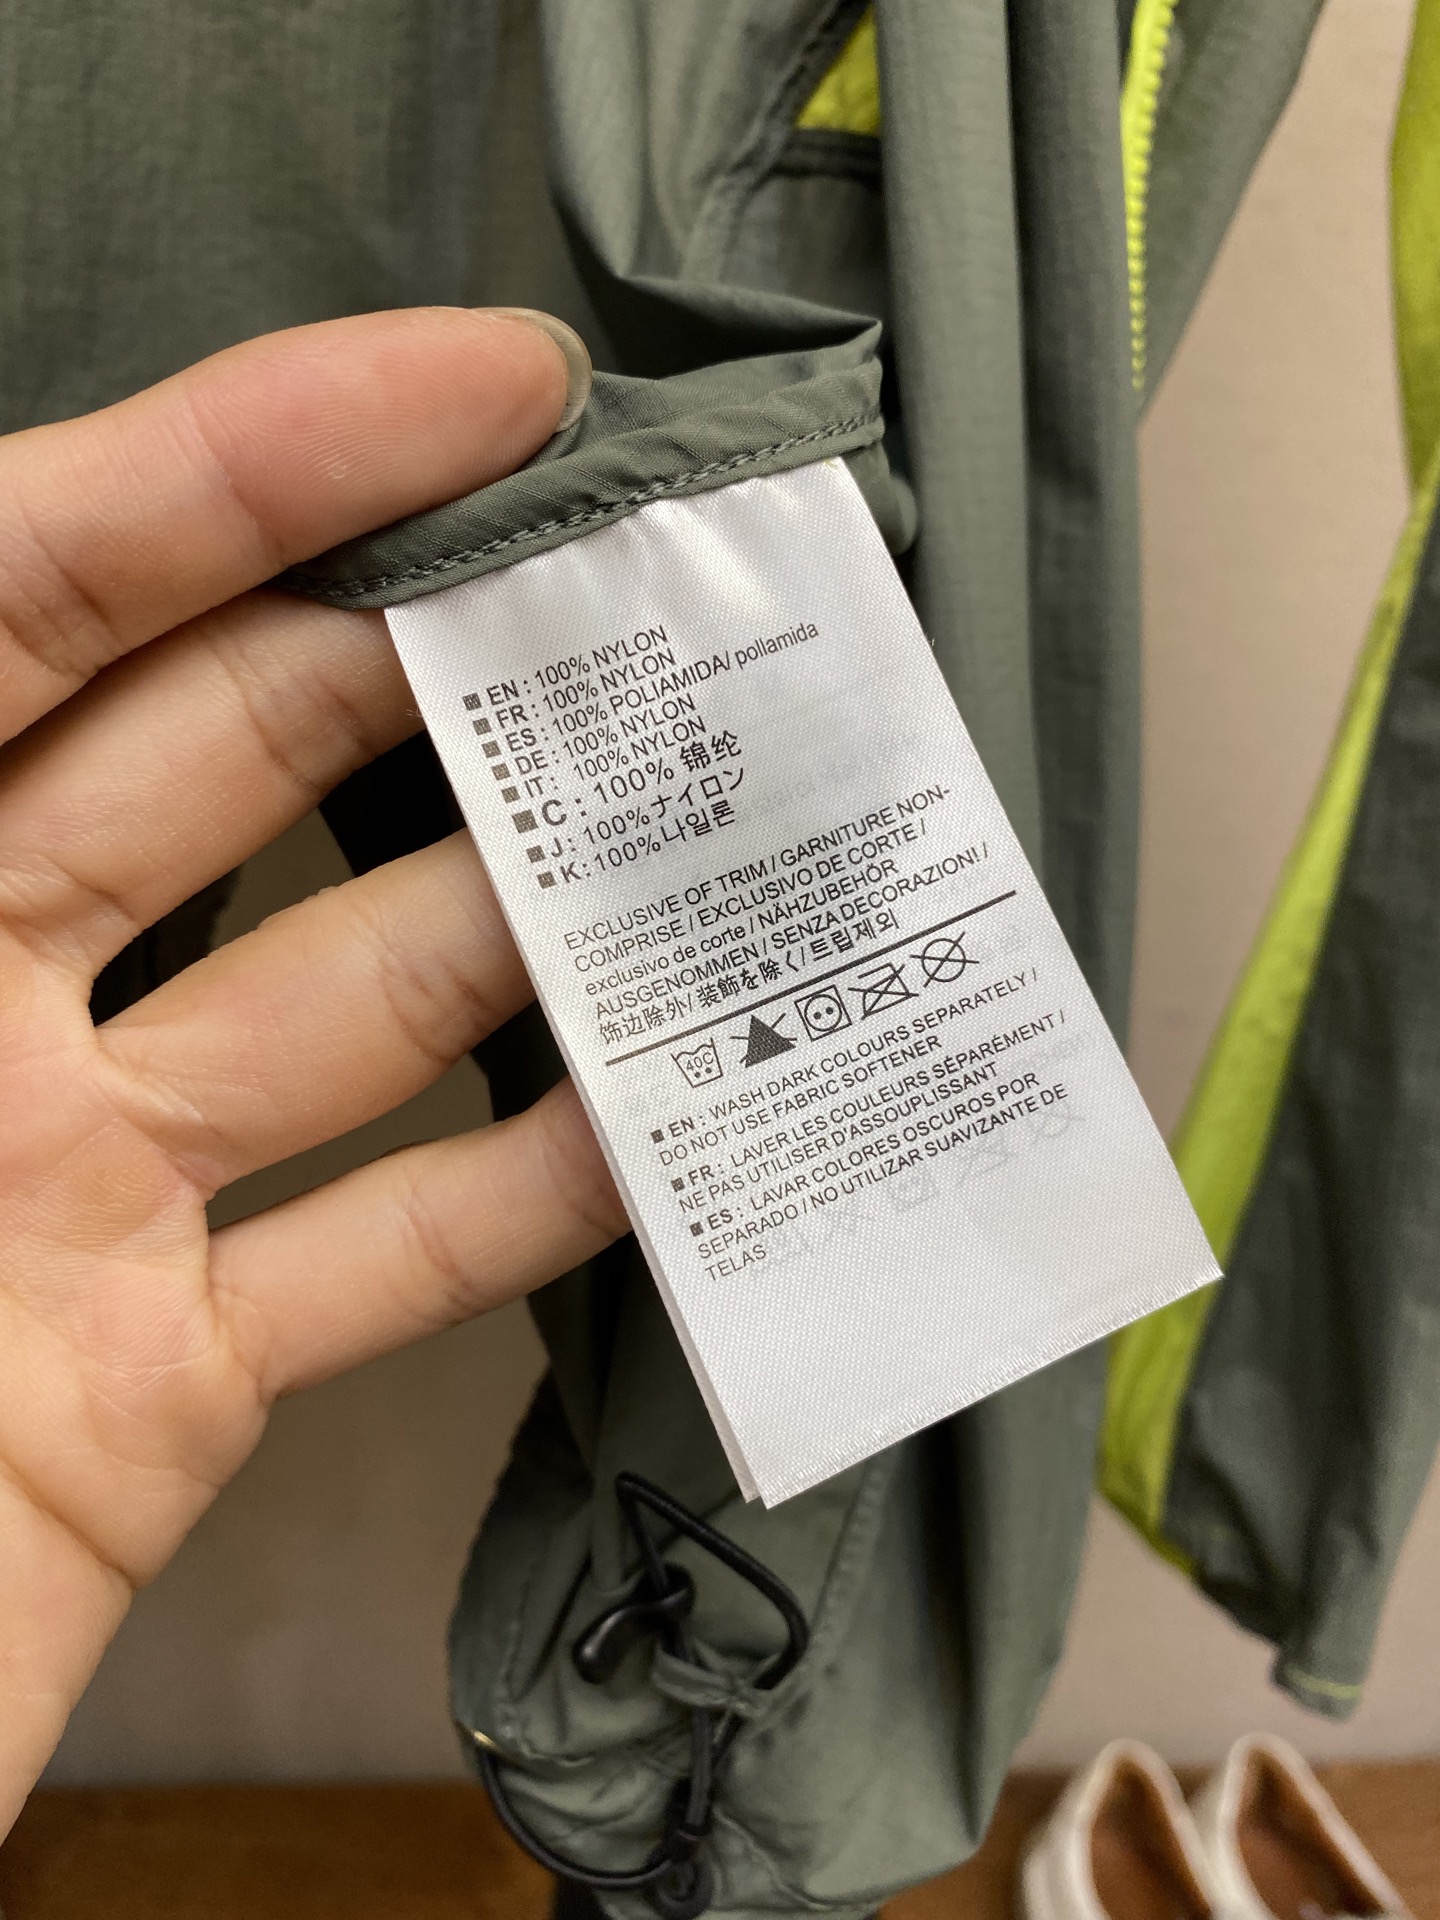 EN : 100% NYLON
FR : 100% NYLON
ES : 100% POLIAMIDA/ pollamida
DE : 100% NYLON
IT : 100% NYLON
C : 100% 锦纶
J : 100%ナイロン
K : 100%나일론
EXCLUSIVE OF TRIM / GARNITURE NON-
COMPRISE / EXCLUSIVO DE CORTE /
exclusivo de corte / NÄHZUBEHÖR
AUSGENOMMEN / SENZA DECORAZION! /
饰边除外/ 装飾を除く/ 트립제외
40C
EN : WASH DARK COLOURS SEPARATELY /
DO NOT USE FABRIC SOFTENER
FR : LAVER LES COULEURS SÉPARÉMENT /
NE PAS UTILISER D'ASSOUPLISSANT
ES : LAVAR COLORES OSCUROS POR
SEPARADO / NO UTILIZAR SUAVIZANTE DE
TELAS